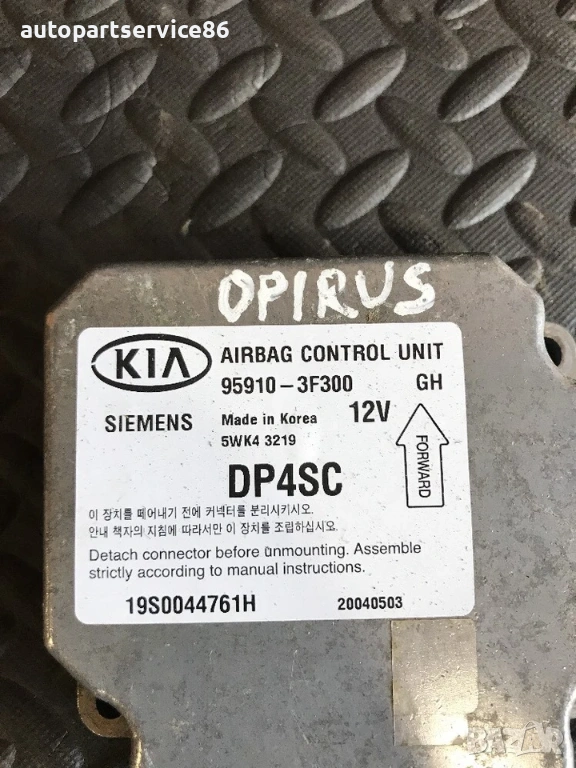 autopartservice86
OPIRUS
KIA AIRBAG CONTROL UNIT
95910-3F300 GH
SIEMENS Made in Korea 12V
5WK4 3219
FORWARD
DP4SC
이 장치를 떼어내기 전에 커넥터를 분리시키시오.
안내 책자의 지침에 따라서만 이 장치를 조립하십시오.
Detach connector before unmounting. Assemble
strictly according to manual instructions.
19S0044761H 20040503
BAZAR